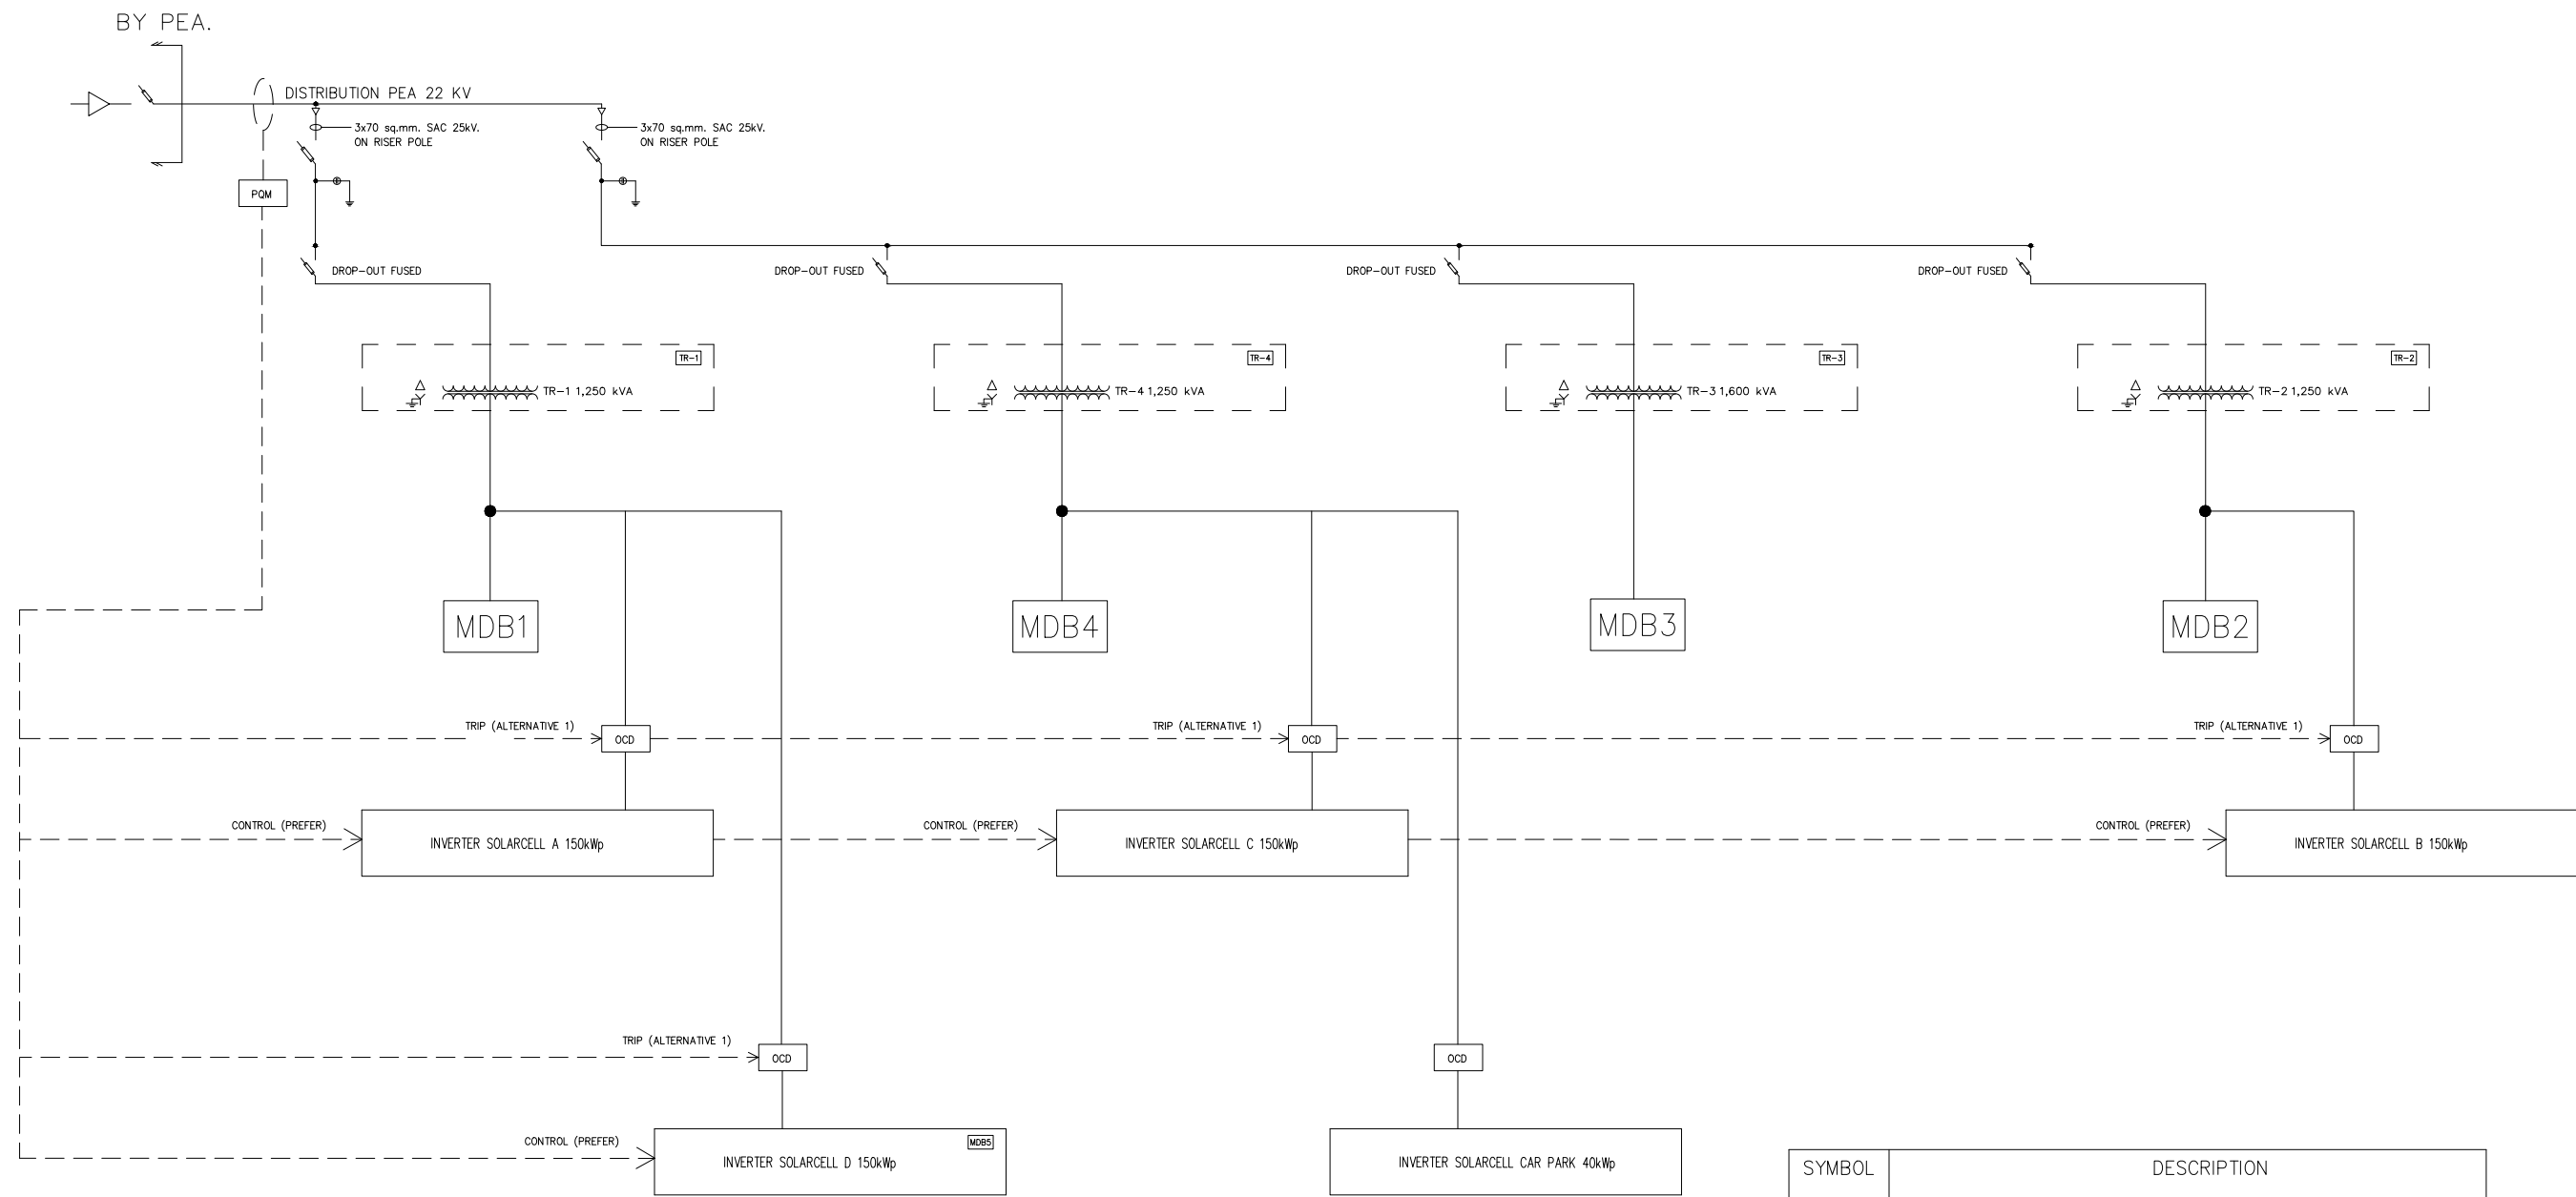 BY PEA.
DISTRIBUTION PEA 22 KV
3x70 sq.mm. SAC 25kV.
ON RISER POLE
3x70 sq.mm. SAC 25kV.
ON RISER POLE
PQM
DROP-OUT FUSED
DROP-OUT FUSED
DROP-OUT FUSED
DROP-OUT FUSED
TR-1
TR-4
TR-3
TR-2
TR-1 1,250 kVA
TR-4 1,250 kVA
TR-3 1,600 kVA
TR-2 1,250 kVA
MDB1
MDB4
MDB3
MDB2
TRIP (ALTERNATIVE 1)
OCD
TRIP (ALTERNATIVE 1)
OCD
TRIP (ALTERNATIVE 1)
OCD
CONTROL (PREFER)
INVERTER SOLARCELL A 150kWp
CONTROL (PREFER)
INVERTER SOLARCELL C 150kWp
CONTROL (PREFER)
INVERTER SOLARCELL B 150kWp
TRIP (ALTERNATIVE 1)
OCD
OCD
CONTROL (PREFER)
MDB5
INVERTER SOLARCELL D 150kWp
INVERTER SOLARCELL CAR PARK 40kWp
SYMBOL
DESCRIPTION